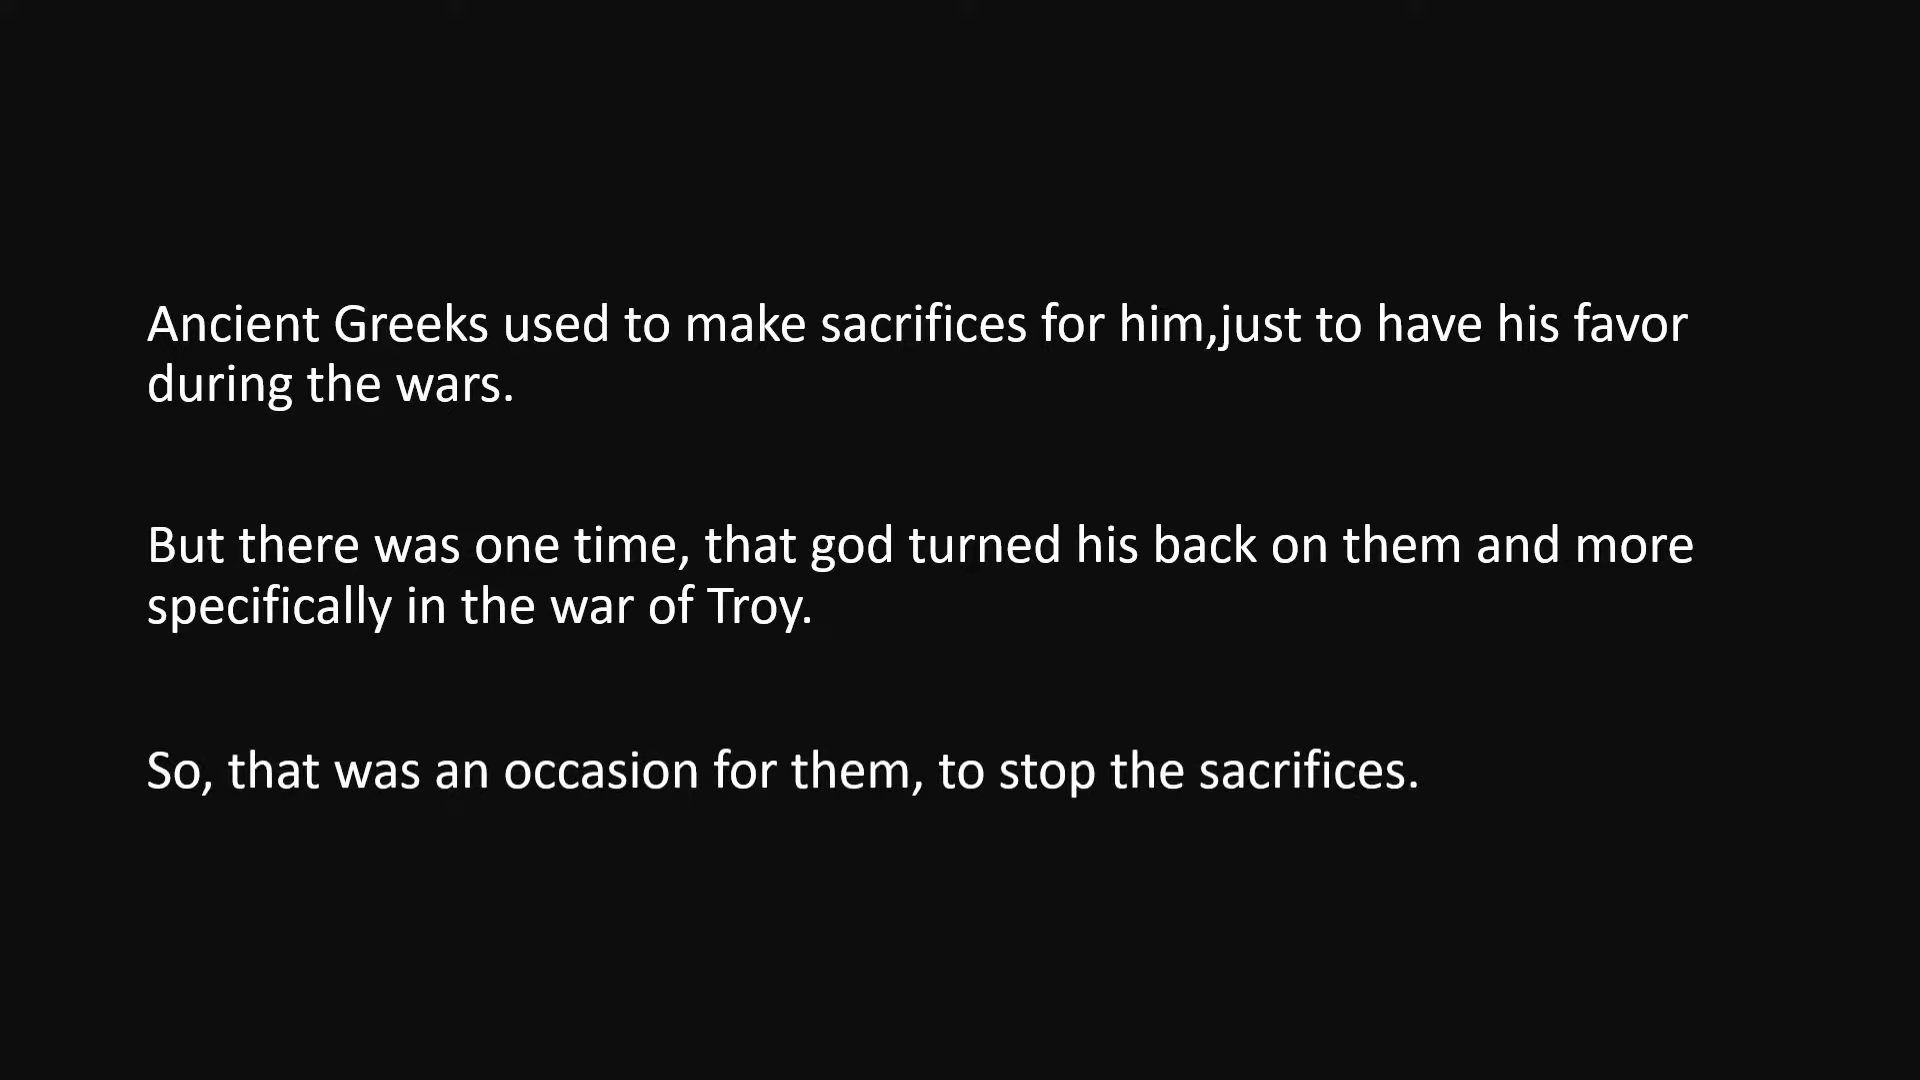 Ancient Greeks used to make sacrifices for him,just to have his favor
during the wars.
But there was one time, that god turned his back on them and more
specifically in the war of Troy.
So, that was an occasion for them, to stop the sacrifices.